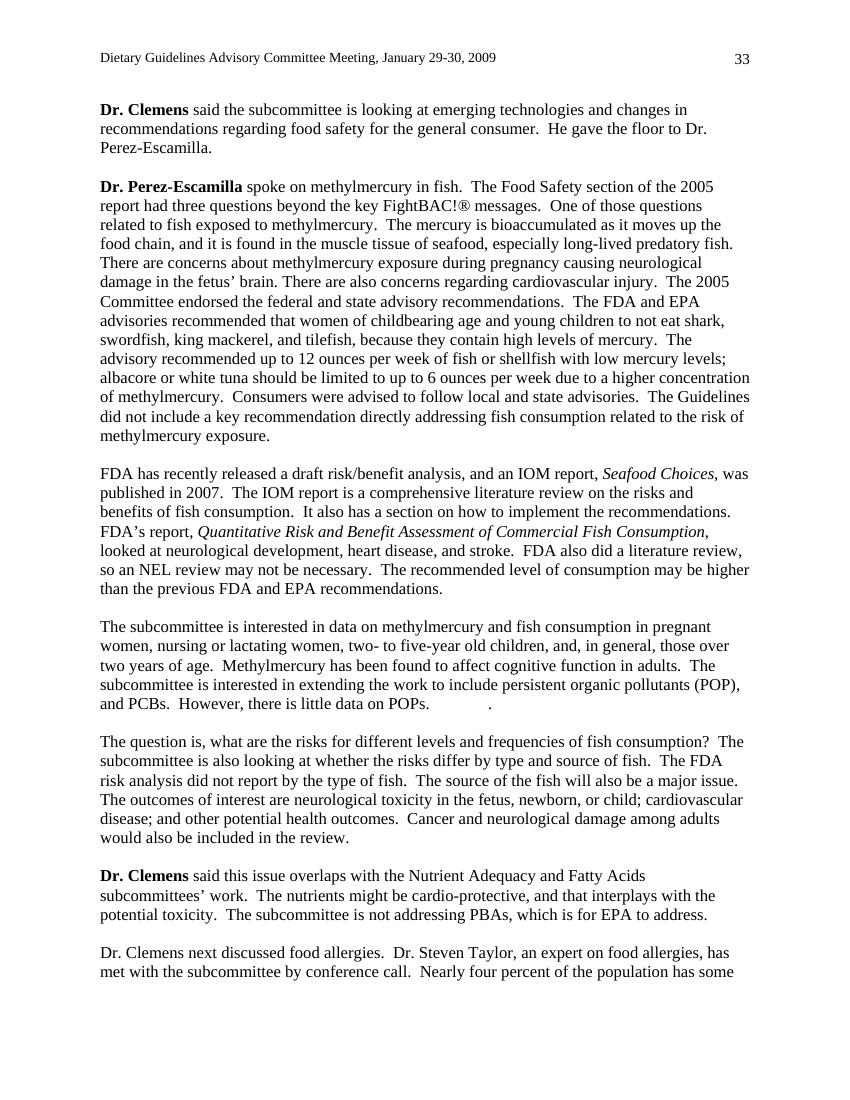 Dietary Guidelines Advisory Committee Meeting, January 29-30, 2009 33
Dr. Clemens said the subcommittee is looking at emerging technologies and changes in
recommendations regarding food safety for the general consumer.  He gave the floor to Dr.
Perez-Escamilla.
Dr. Perez-Escamilla spoke on methylmercury in fish.  The Food Safety section of the 2005
report had three questions beyond the key FightBAC!® messages.  One of those questions
related to fish exposed to methylmercury.  The mercury is bioaccumulated as it moves up the
food chain, and it is found in the muscle tissue of seafood, especially long-lived predatory fish.
There are concerns about methylmercury exposure during pregnancy causing neurological
damage in the fetus’ brain. There are also concerns regarding cardiovascular injury.  The 2005
Committee endorsed the federal and state advisory recommendations.  The FDA and EPA
advisories recommended that women of childbearing age and young children to not eat shark,
swordfish, king mackerel, and tilefish, because they contain high levels of mercury.  The
advisory recommended up to 12 ounces per week of fish or shellfish with low mercury levels;
albacore or white tuna should be limited to up to 6 ounces per week due to a higher concentration
of methylmercury.  Consumers were advised to follow local and state advisories.  The Guidelines
did not include a key recommendation directly addressing fish consumption related to the risk of
methylmercury exposure.
FDA has recently released a draft risk/benefit analysis, and an IOM report, Seafood Choices, was
published in 2007.  The IOM report is a comprehensive literature review on the risks and
benefits of fish consumption.  It also has a section on how to implement the recommendations.
FDA’s report, Quantitative Risk and Benefit Assessment of Commercial Fish Consumption,
looked at neurological development, heart disease, and stroke.  FDA also did a literature review,
so an NEL review may not be necessary.  The recommended level of consumption may be higher
than the previous FDA and EPA recommendations.
The subcommittee is interested in data on methylmercury and fish consumption in pregnant
women, nursing or lactating women, two- to five-year old children, and, in general, those over
two years of age.  Methylmercury has been found to affect cognitive function in adults.  The
subcommittee is interested in extending the work to include persistent organic pollutants (POP),
and PCBs.  However, there is little data on POPs. .
The question is, what are the risks for different levels and frequencies of fish consumption?  The
subcommittee is also looking at whether the risks differ by type and source of fish.  The FDA
risk analysis did not report by the type of fish.  The source of the fish will also be a major issue.
The outcomes of interest are neurological toxicity in the fetus, newborn, or child; cardiovascular
disease; and other potential health outcomes.  Cancer and neurological damage among adults
would also be included in the review.
Dr. Clemens said this issue overlaps with the Nutrient Adequacy and Fatty Acids
subcommittees’ work.  The nutrients might be cardio-protective, and that interplays with the
potential toxicity.  The subcommittee is not addressing PBAs, which is for EPA to address.
Dr. Clemens next discussed food allergies.  Dr. Steven Taylor, an expert on food allergies, has
met with the subcommittee by conference call.  Nearly four percent of the population has some